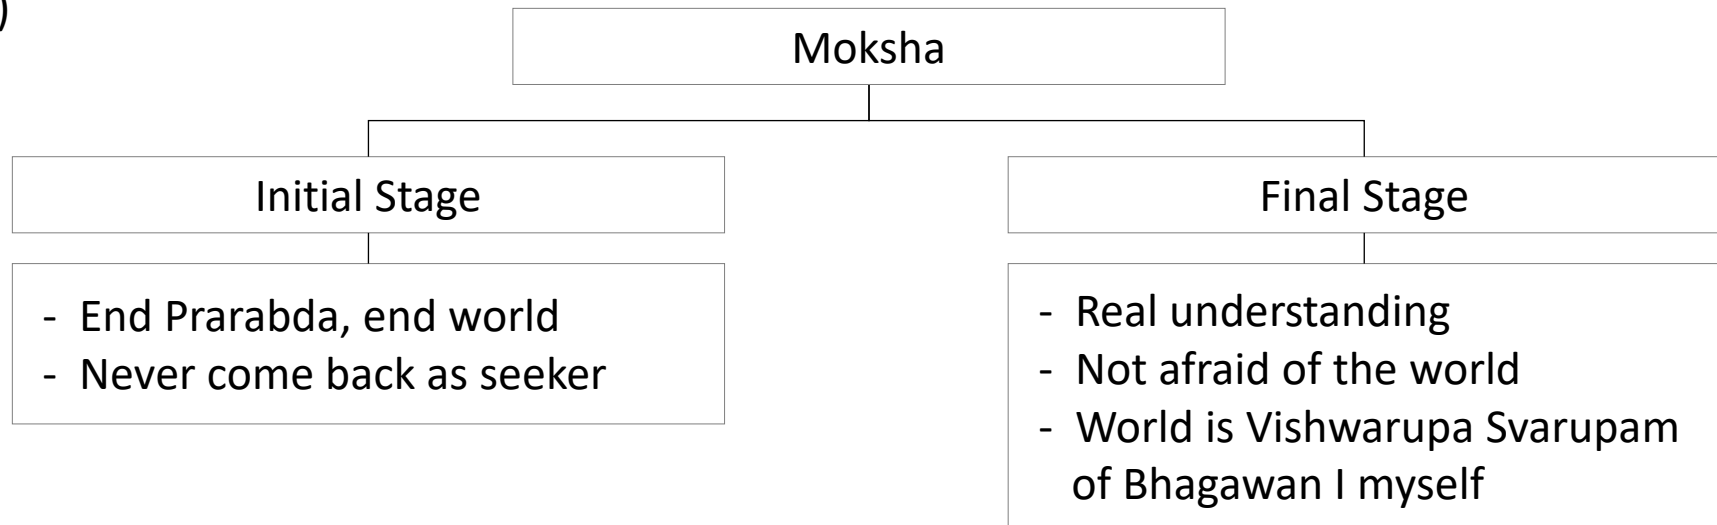 )
Moksha
Initial Stage
Final Stage
- End Prarabda, end world
- Never come back as seeker
- Real understanding
- Not afraid of the world
- World is Vishwarupa Svarupam
of Bhagawan I myself